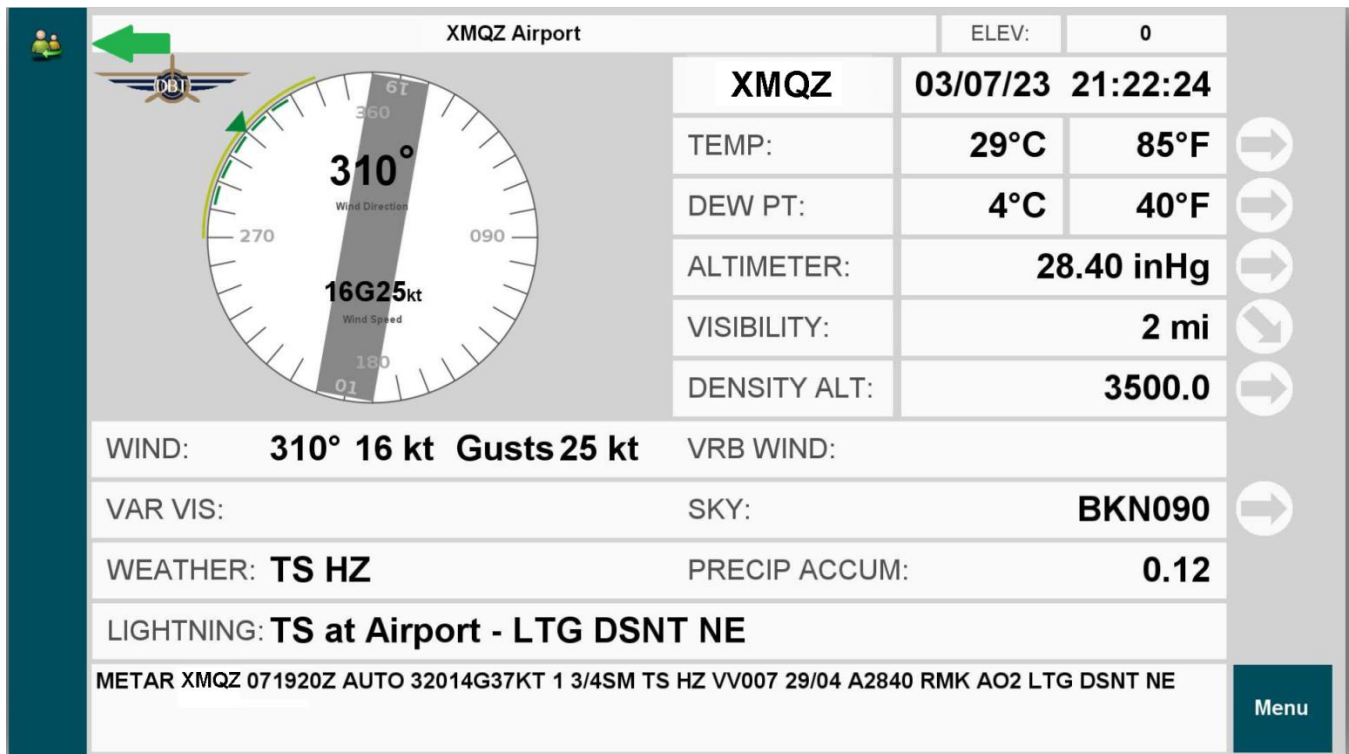 XMQZ Airport ELEV: 0
DBT
XMQZ 03/07/23 21:22:24
19
360
TEMP: 29°C 85°F
310°
Wind Direction
DEW PT: 4°C 40°F
270 090
ALTIMETER: 28.40 inHg
16G25kt
Wind Speed
VISIBILITY: 2 mi
180
01
DENSITY ALT: 3500.0
WIND: 310° 16 kt Gusts 25 kt VRB WIND:
VAR VIS: SKY: BKN090
WEATHER: TS HZ PRECIP ACCUM: 0.12
LIGHTNING: TS at Airport - LTG DSNT NE
METAR XMQZ 071920Z AUTO 32014G37KT 1 3/4SM TS HZ VV007 29/04 A2840 RMK AO2 LTG DSNT NE
Menu